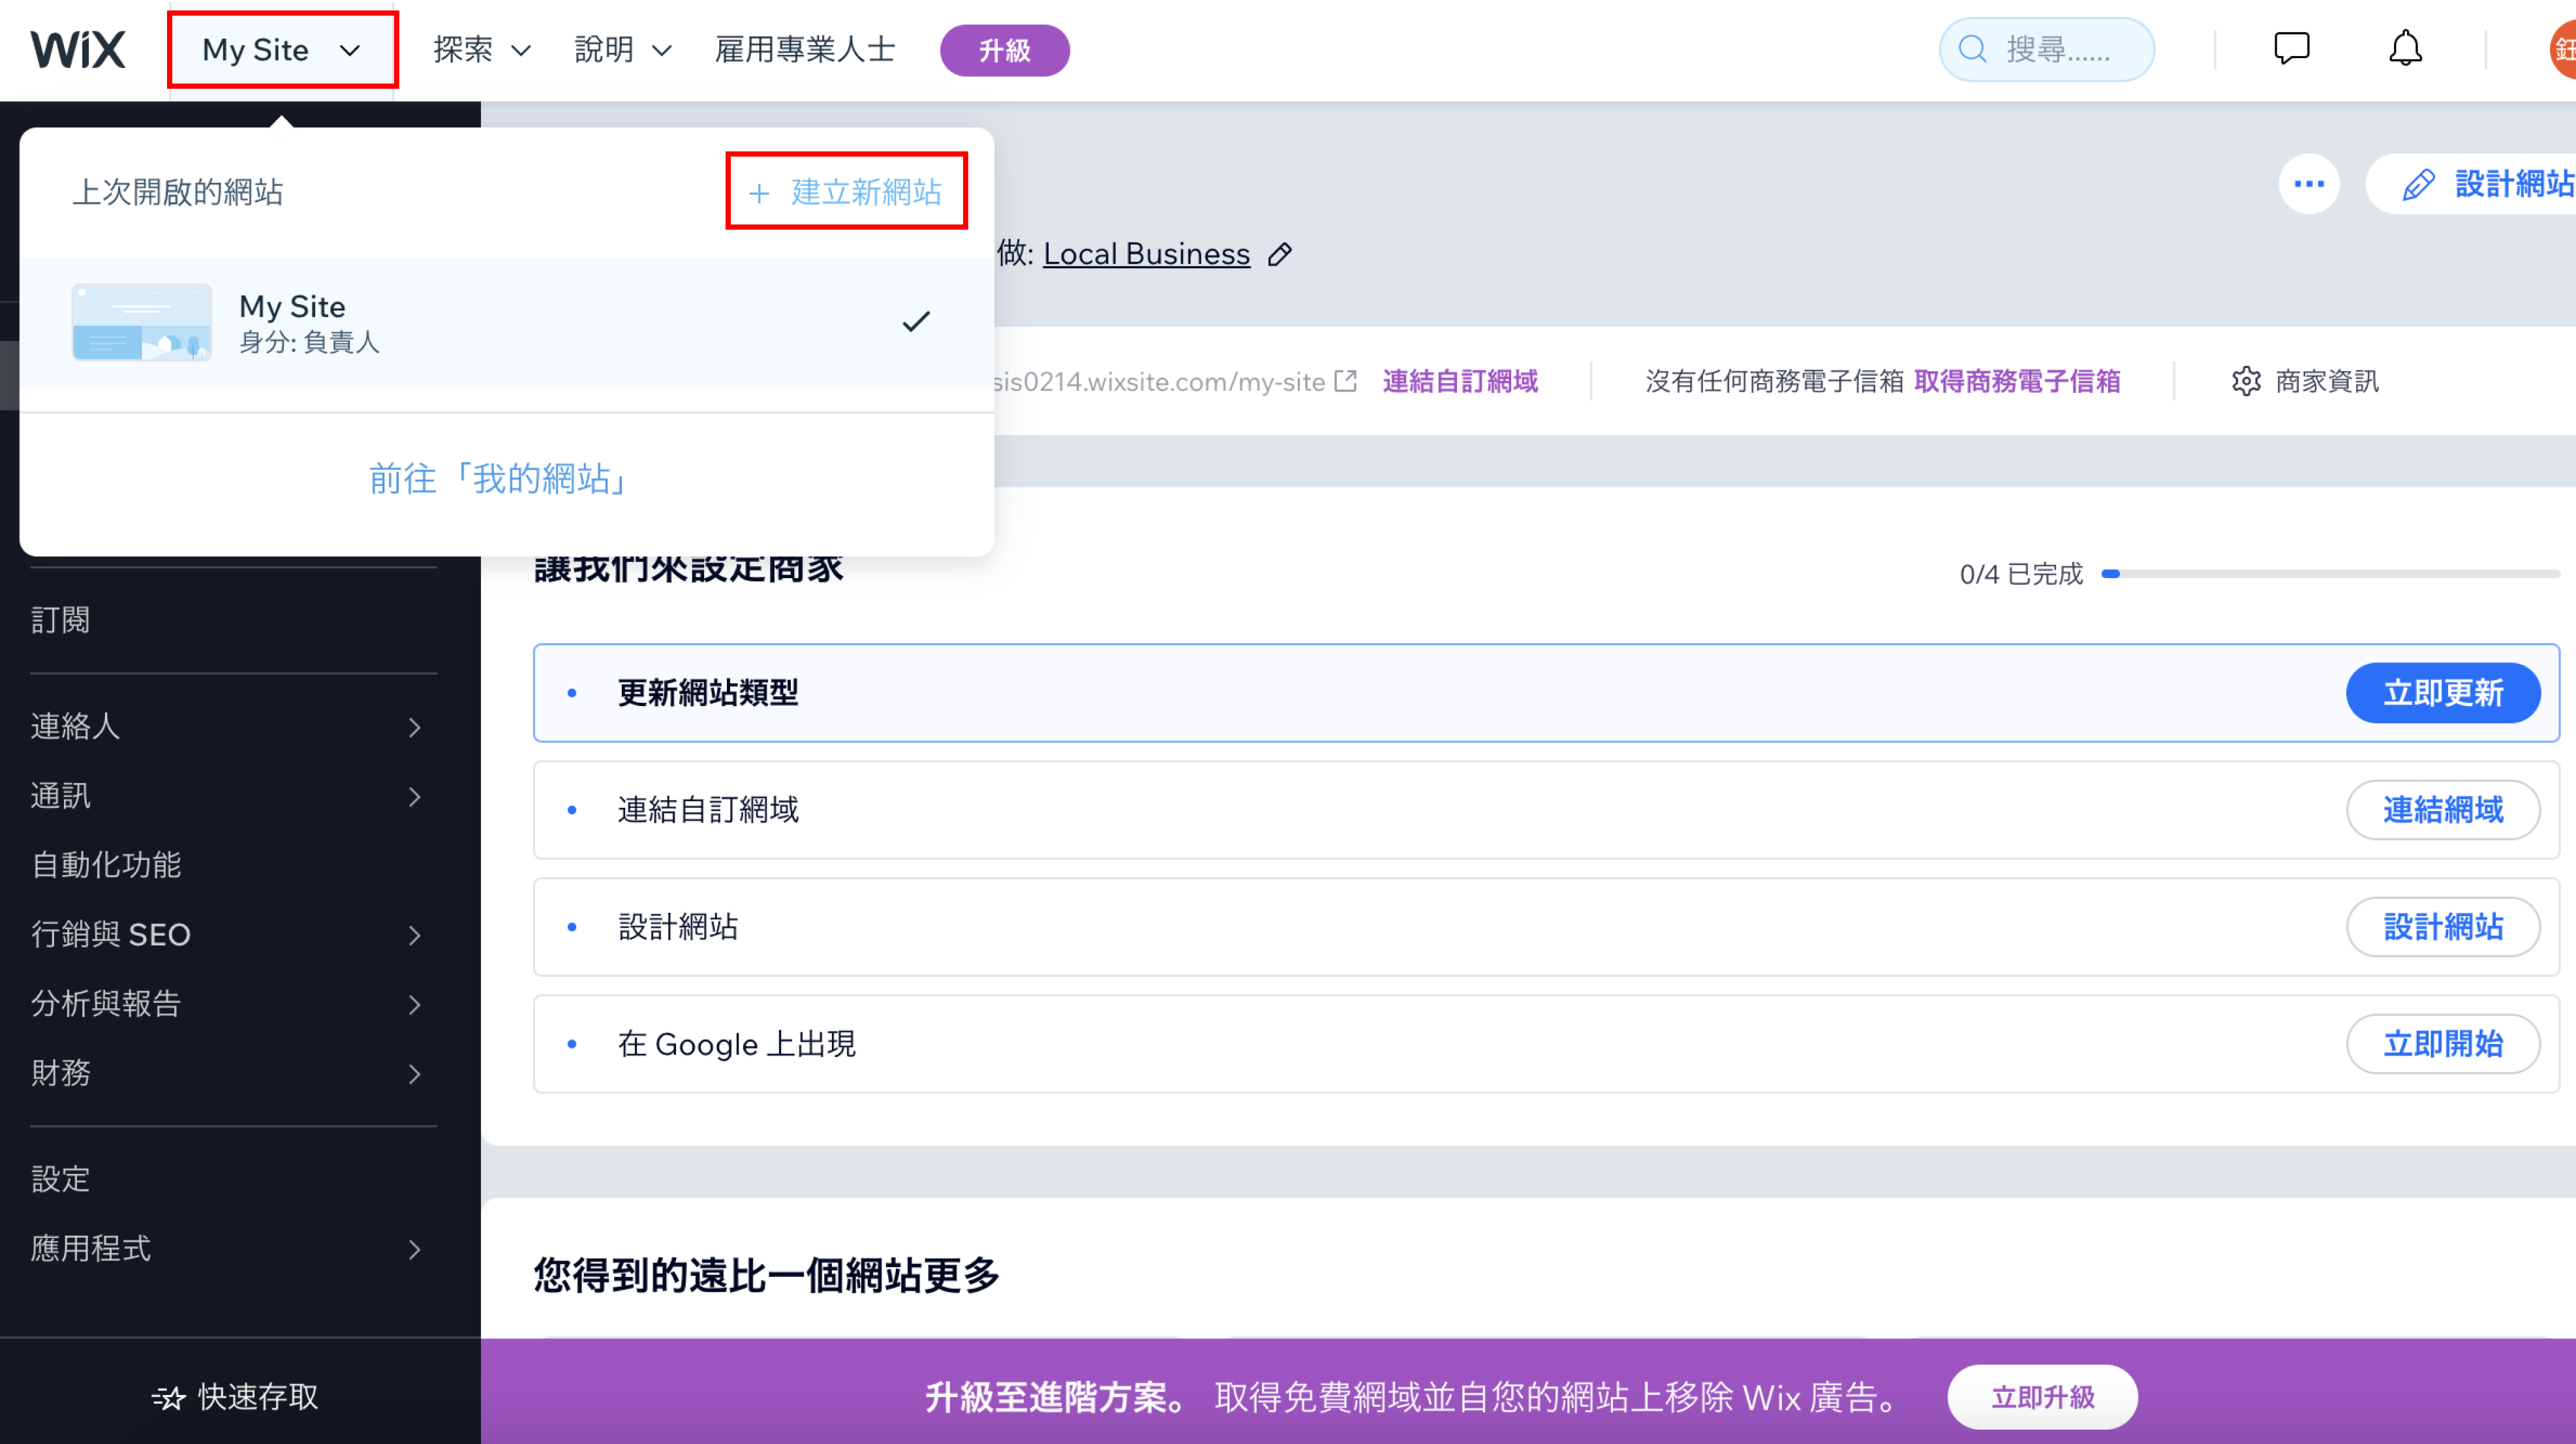 WiX My Site 探索 說明 雇用專業人士 升級 搜尋...... 鈺
上次開啟的網站 + 建立新網站
My Site
身分: 負責人
前往「我的網站」
設計網站
做: Local Business
sis0214.wixsite.com/my-site 連結自訂網域 沒有任何商務電子信箱 取得商務電子信箱 商家資訊
訂閱
連絡人
通訊
自動化功能
行銷與 SEO
分析與報告
財務
設定
應用程式
快速存取
讓我們來設定商家 0/4 已完成
更新網站類型 立即更新
連結自訂網域 連結網域
設計網站 設計網站
在 Google 上出現 立即開始
您得到的遠比一個網站更多
升級至進階方案。 取得免費網域並自您的網站上移除 Wix 廣告。 立即升級